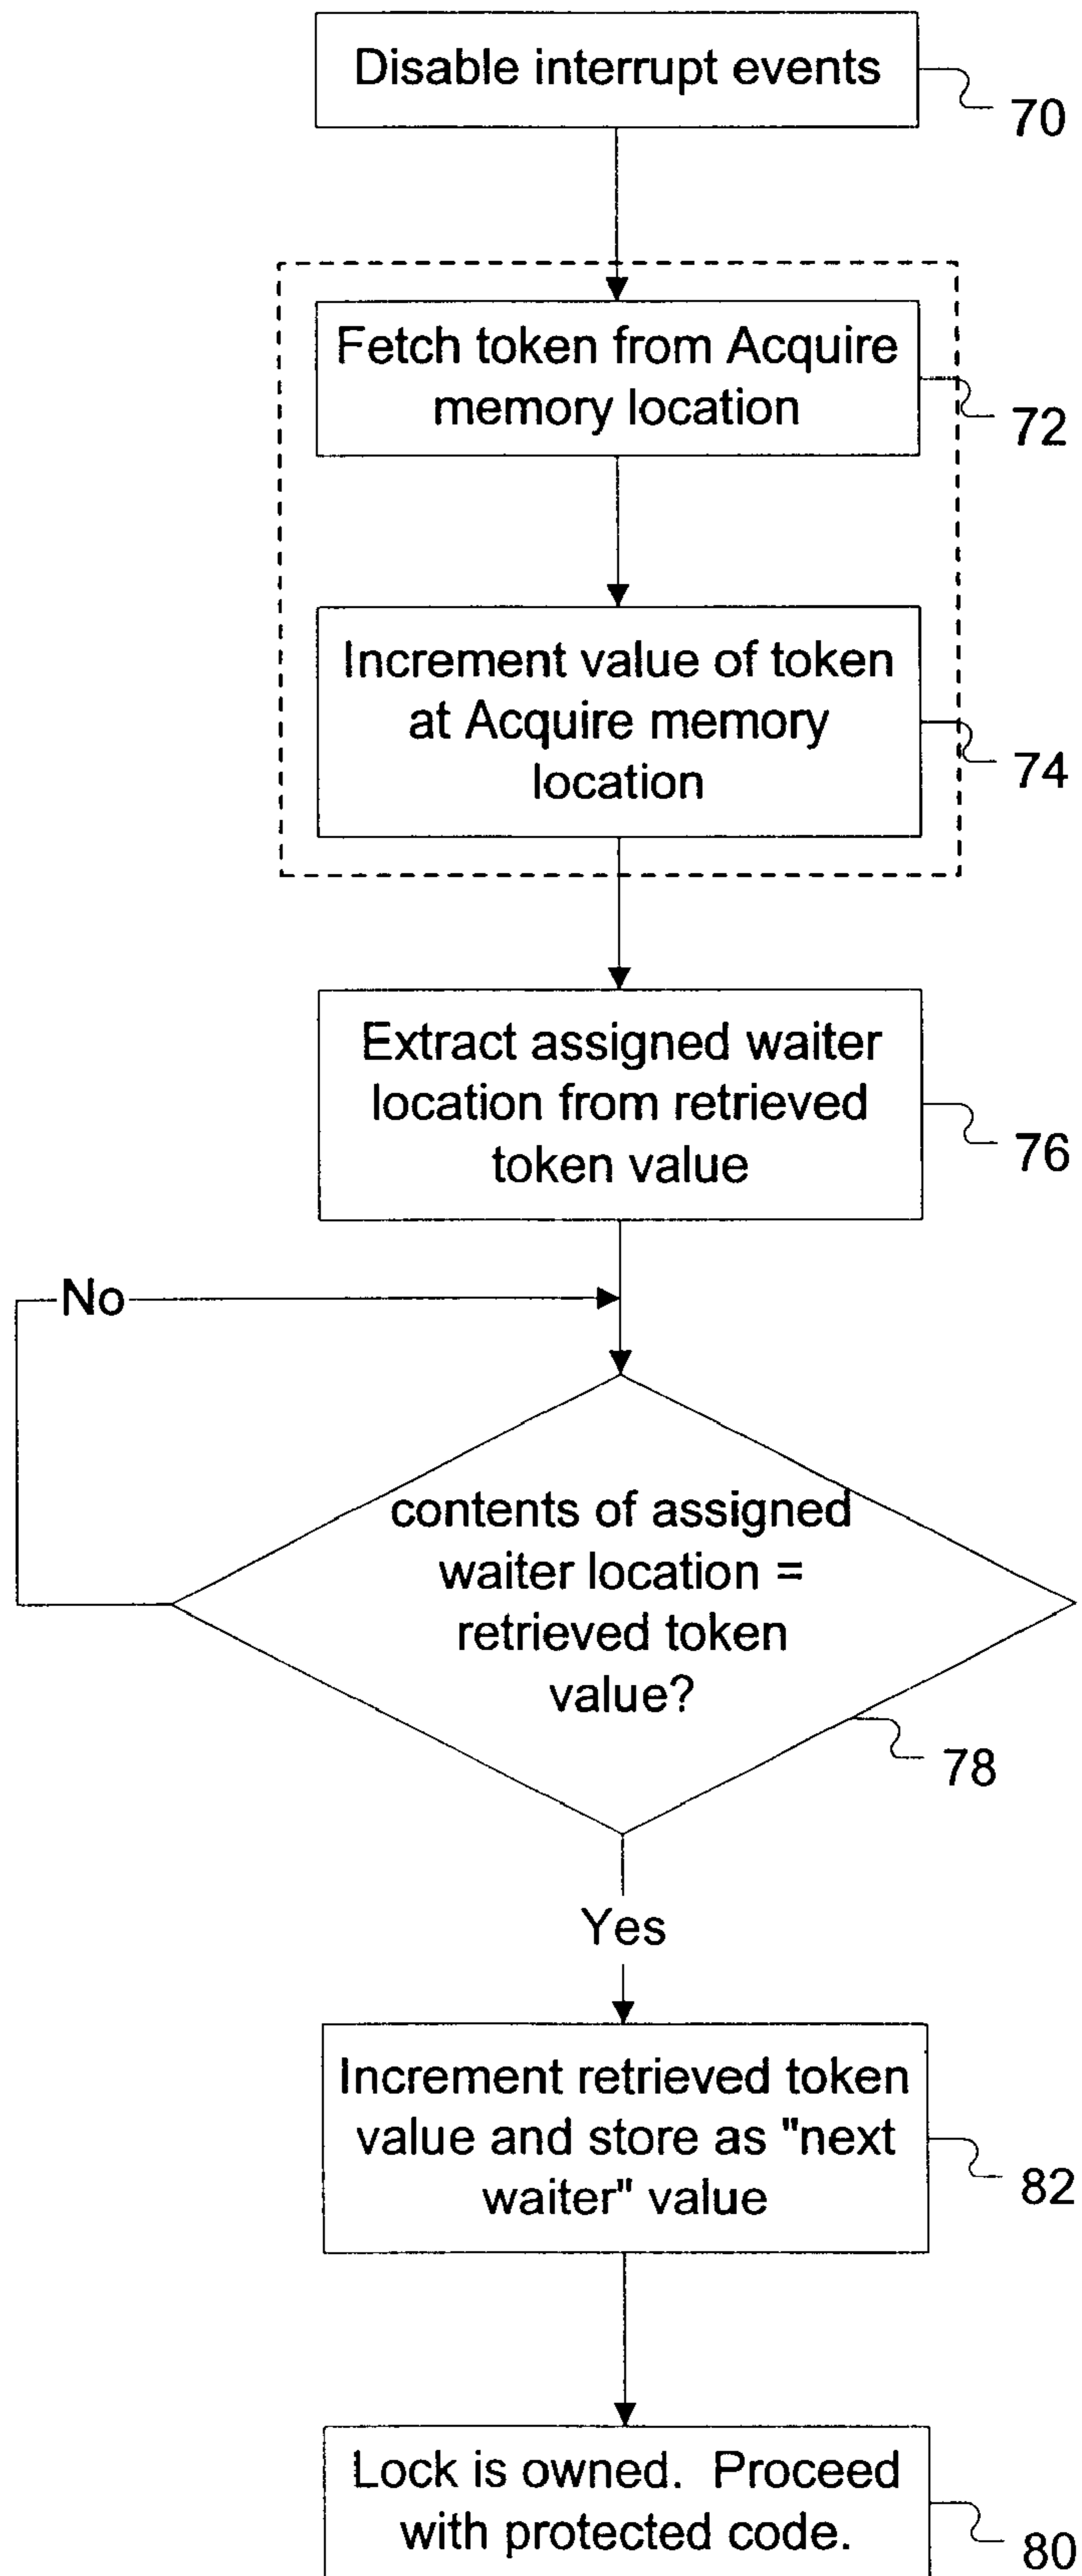 Disable interrupt events
70
Fetch token from Acquire
memory location
72
Increment value of token
at Acquire memory
location
74
Extract assigned waiter
location from retrieved
token value
76
No
contents of assigned
waiter location =
retrieved token
value?
78
Yes
Increment retrieved token
value and store as "next
waiter" value
82
Lock is owned. Proceed
with protected code.
80